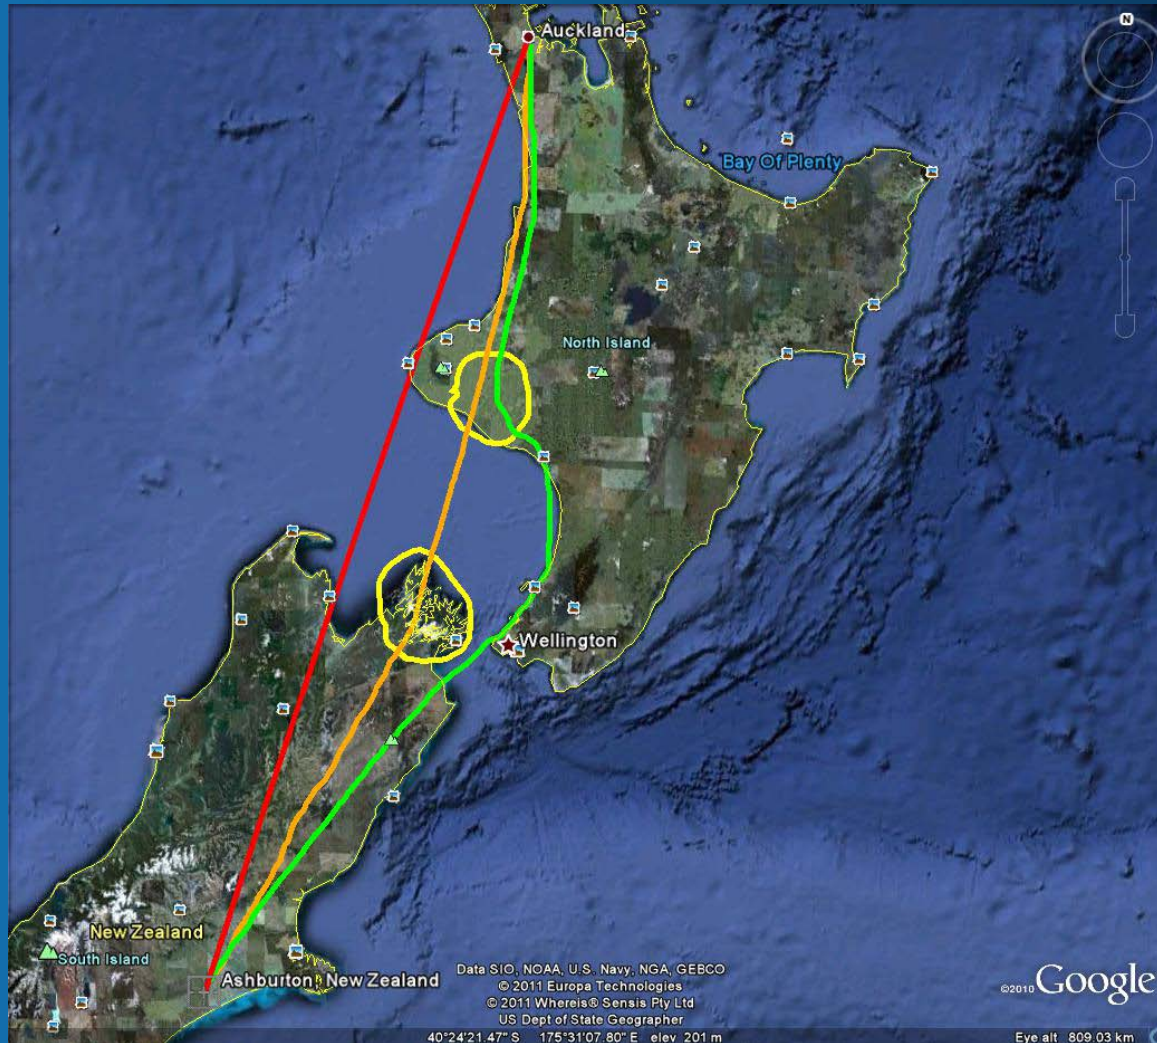 N
Auckland
Bay Of Plenty
North Island
Wellington
New Zealand
South Island
Ashburton, New Zealand
Data SIO, NOAA, U.S. Navy, NGA, GEBCO
© 2011 Europa Technologies
© 2011 Whereis® Sensis Pty Ltd
US Dept of State Geographer
©2010 Google
40°24'21.47" S 175°31'07.80" E elev 201 m
Eye alt 809.03 km